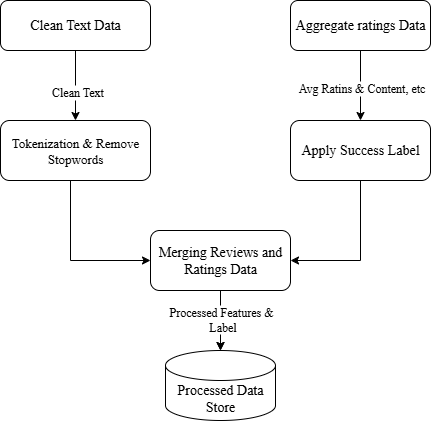 Clean Text Data
Aggregate ratings Data
Clean Text
Avg Ratins & Content, etc
Tokenization & Remove
Stopwords
Apply Success Label
Merging Reviews and
Ratings Data
Processed Features &
Label
Processed Data
Store